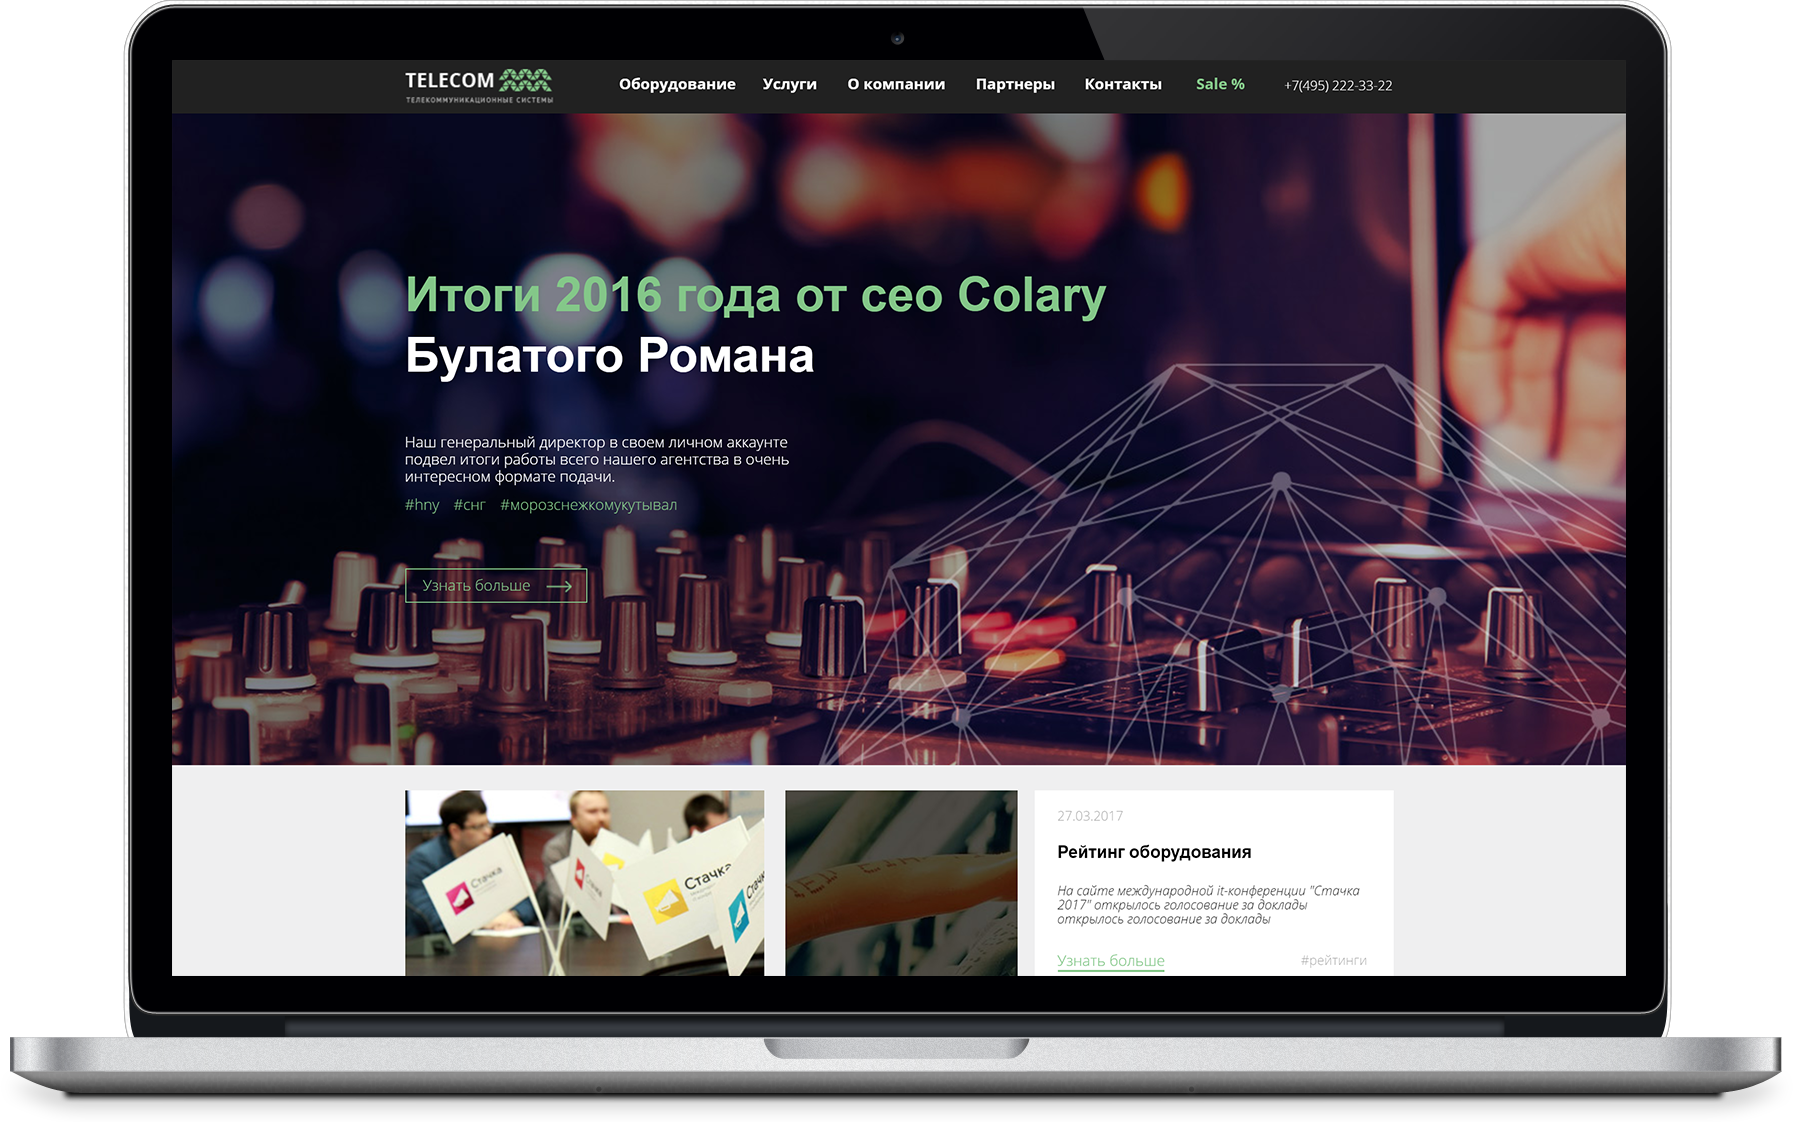 TELECOM
ТЕЛЕКОММУНИКАЦИОННЫЕ СИСТЕМЫ
Оборудование Услуги О компании Партнеры Контакты Sale % +7(495) 222-33-22
Итоги 2016 года от сео Colary
Булатого Романа
Наш генеральный директор в своем личном аккаунте
подвел итоги работы всего нашего агентства в очень
интересном формате подачи.
#hny #снг #морозснежкомукутывал
Узнать больше
Стачка
Стачка
Стачка
27.03.2017
Рейтинг оборудования
На сайте международной it-конференции "Стачка
2017" открылось голосование за доклады
открылось голосование за доклады
Узнать больше #рейтинги